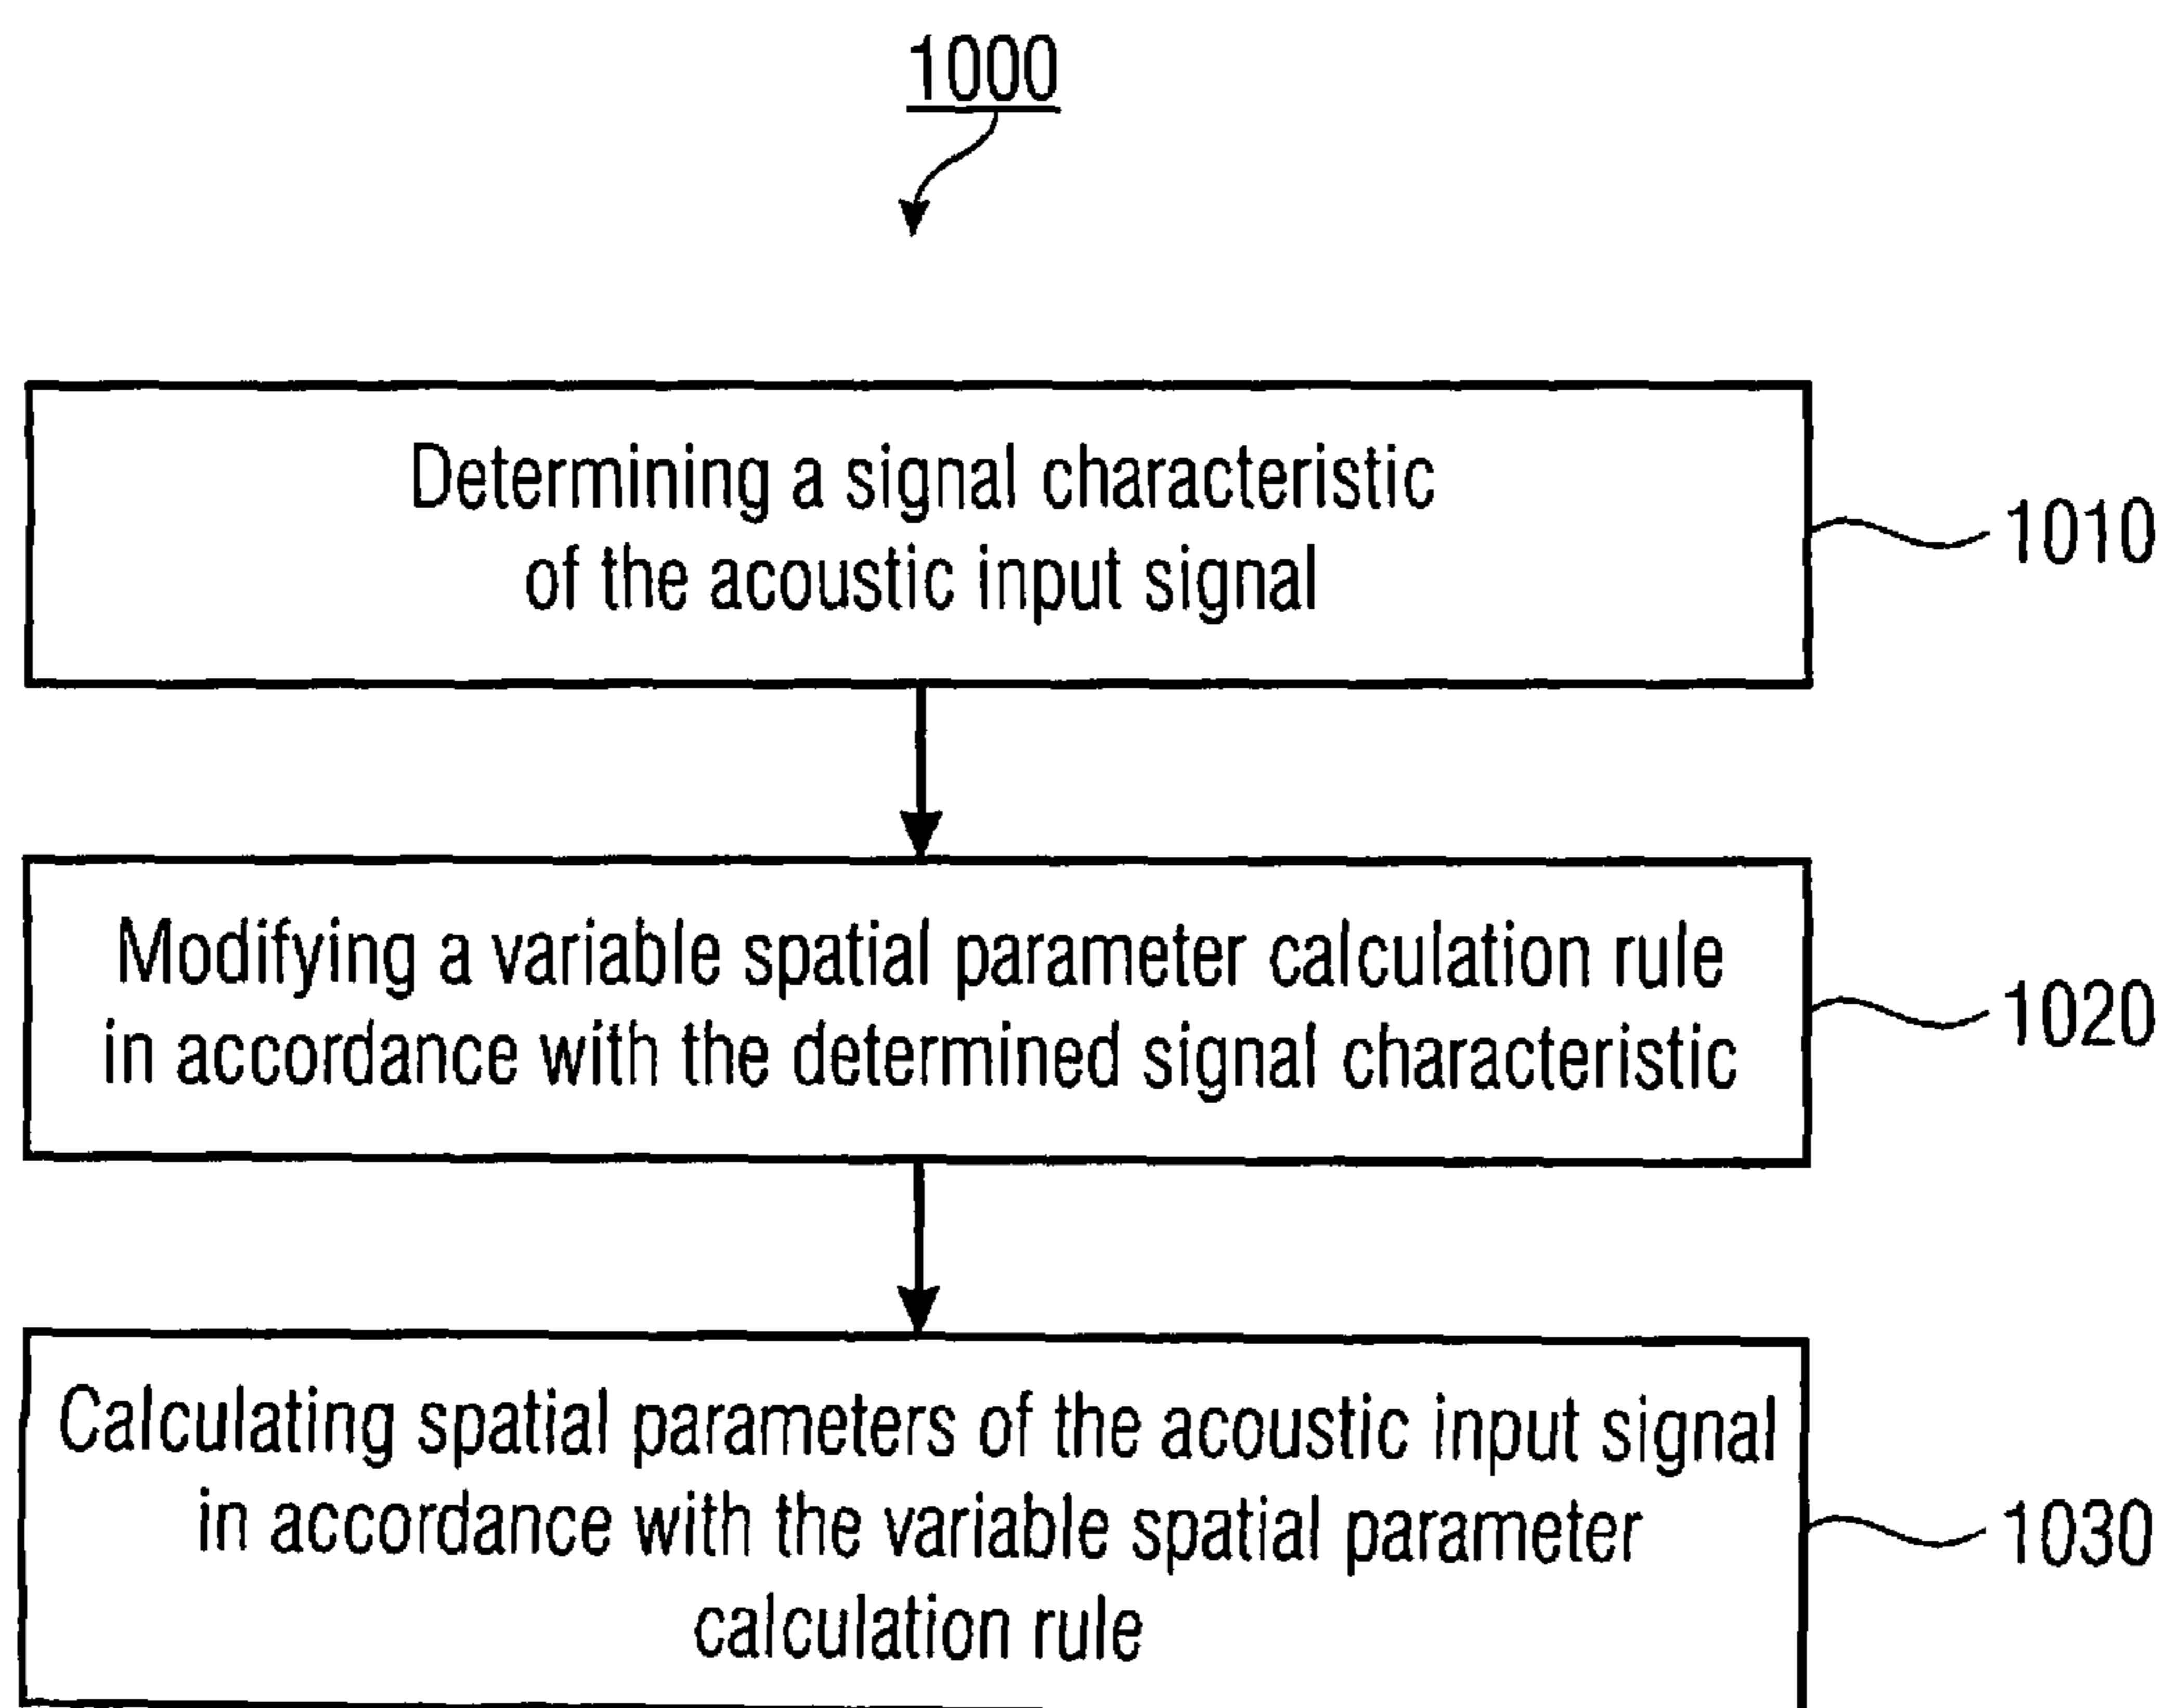 1000
Determining a signal characteristic
of the acoustic input signal
1010
Modifying a variable spatial parameter calculation rule
in accordance with the determined signal characteristic
1020
Calculating spatial parameters of the acoustic input signal
in accordance with the variable spatial parameter
calculation rule
1030